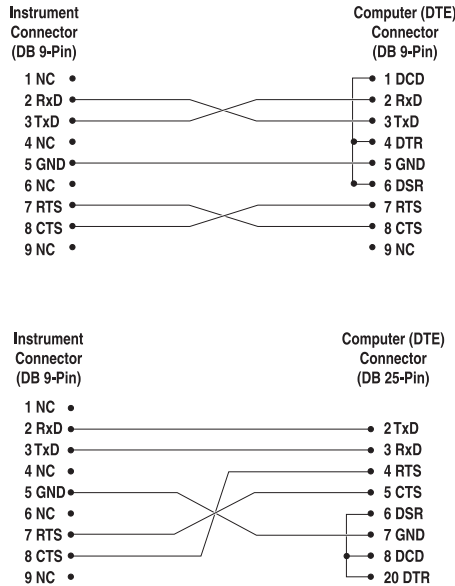 Instrument
Connector
(DB 9-Pin)
Computer (DTE)
Connector
(DB 9-Pin)
1 NC
2 RxD
3 TxD
4 NC
5 GND
6 NC
7 RTS
8 CTS
9 NC
1 DCD
2 RxD
3 TxD
4 DTR
5 GND
6 DSR
7 RTS
8 CTS
9 NC
Instrument
Connector
(DB 9-Pin)
Computer (DTE)
Connector
(DB 25-Pin)
1 NC
2 RxD
3 TxD
4 NC
5 GND
6 NC
7 RTS
8 CTS
9 NC
2 TxD
3 RxD
4 RTS
5 CTS
6 DSR
7 GND
8 DCD
20 DTR